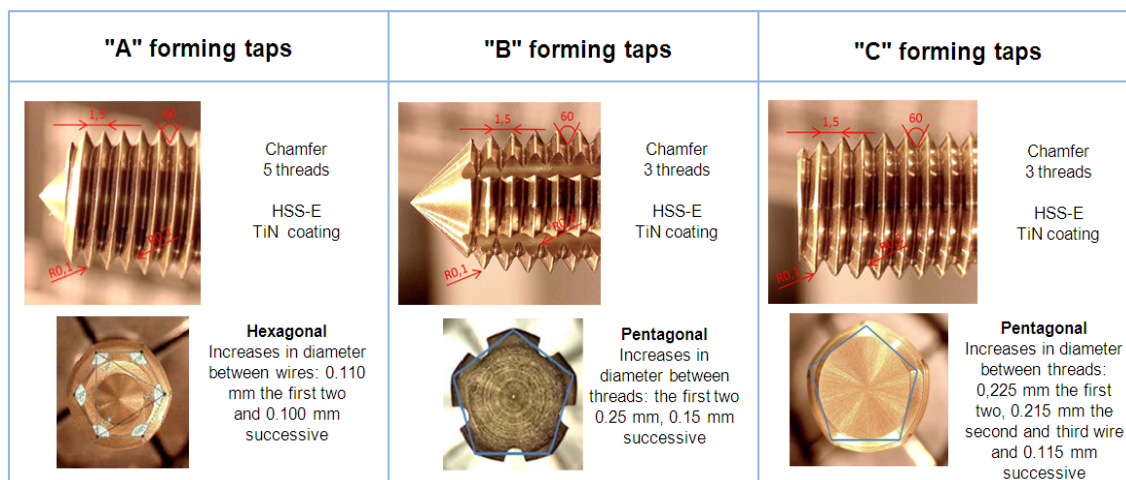 "A" forming taps
1,5
60
R0,1
Chamfer
5 threads
HSS-E
TiN coating
Hexagonal
Increases in diameter
between wires: 0.110
mm the first two
and 0.100 mm
successive
"B" forming taps
1,5
60
R0,2
R0,1
Chamfer
3 threads
HSS-E
TiN coating
Pentagonal
Increases in
diameter between
threads: the first two
0.25 mm, 0.15 mm
successive
"C" forming taps
1,5
60
R0,1
Chamfer
3 threads
HSS-E
TiN coating
Pentagonal
Increases in diameter
between threads:
0,225 mm the first
two, 0.215 mm the
second and third wire
and 0.115 mm
successive